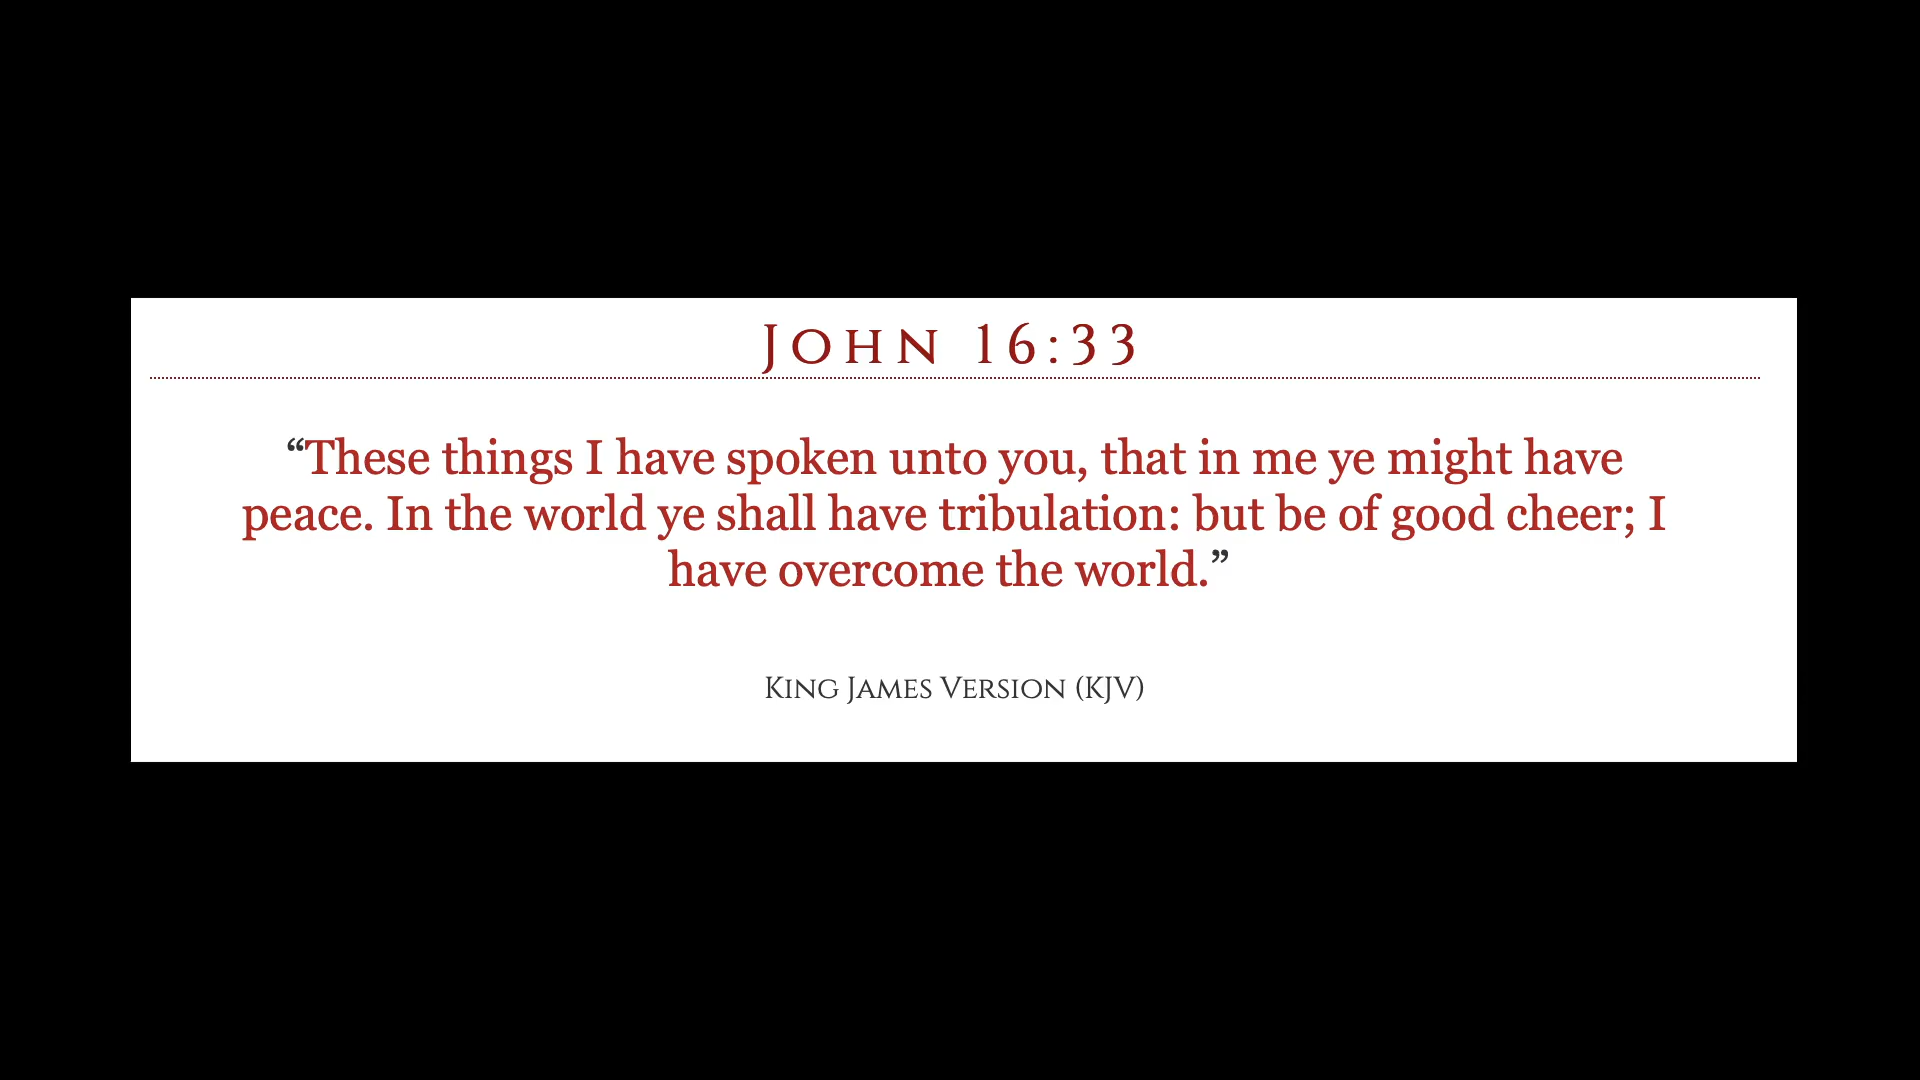 John 16:33
“These things I have spoken unto you, that in me ye might have
peace. In the world ye shall have tribulation: but be of good cheer; I
have overcome the world.”
King James Version (KJV)